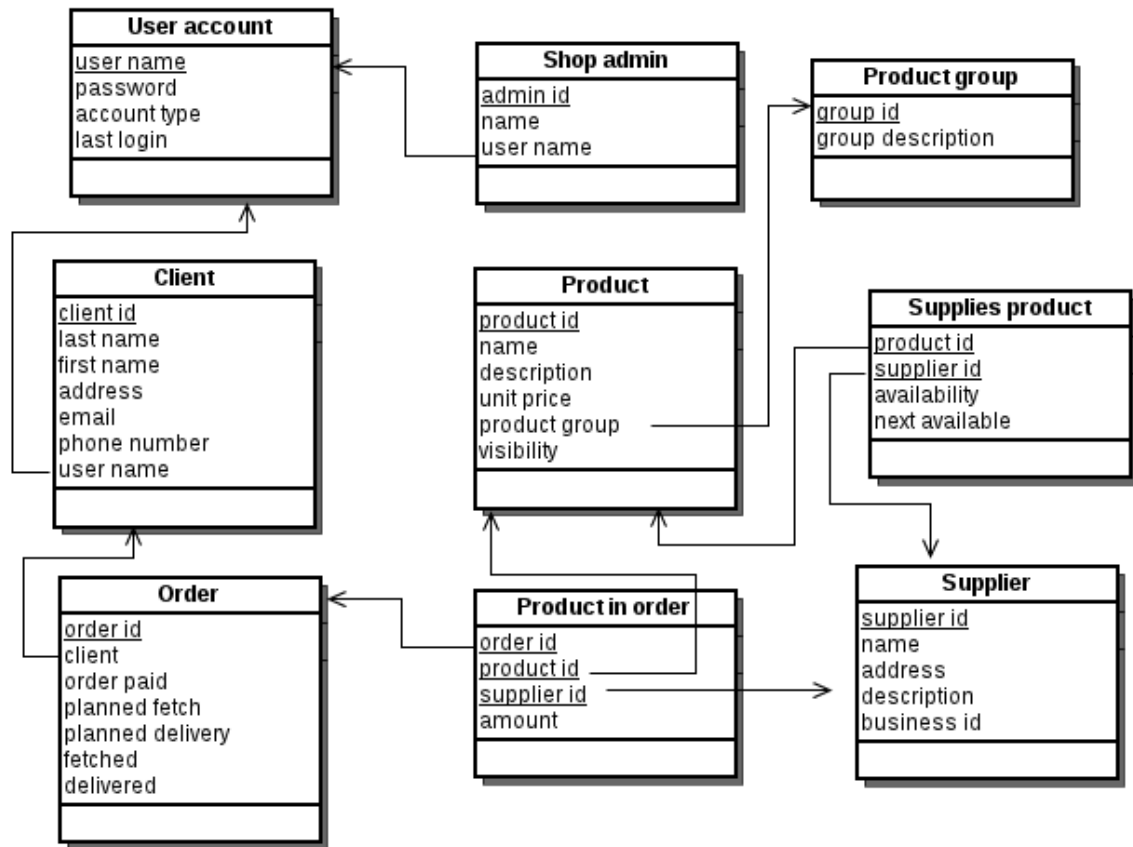 User account
user name
password
account type
last login
Shop admin
admin id
name
user name
Product group
group id
group description
Client
client id
last name
first name
address
email
phone number
user name
Product
product id
name
description
unit price
product group
visibility
Supplies product
product id
supplier id
availability
next available
Order
order id
client
order paid
planned fetch
planned delivery
fetched
delivered
Product in order
order id
product id
supplier id
amount
Supplier
supplier id
name
address
description
business id